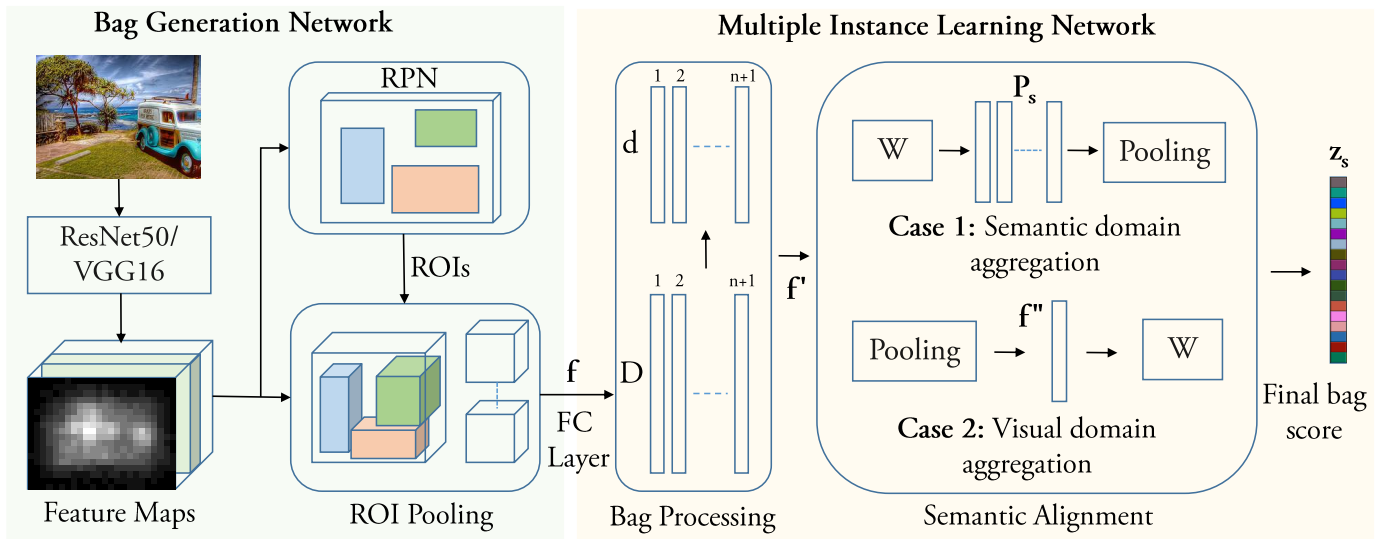 Bag Generation Network
ResNet50/
VGG16
Feature Maps
RPN
ROIs
ROI Pooling
f
FC
Layer
Multiple Instance Learning Network
1 2 n+1
d
1 2 n+1
D
Bag Processing
f'
Ps
W
Pooling
Case 1: Semantic domain
aggregation
f"
Pooling
W
Case 2: Visual domain
aggregation
Semantic Alignment
zs
Final bag
score